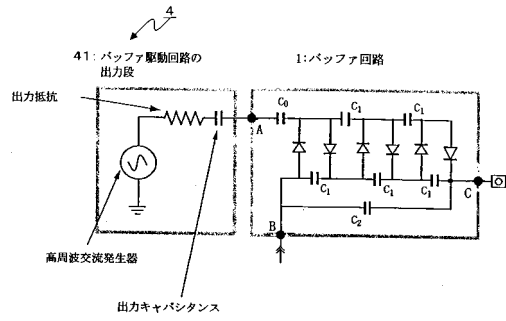 4
41: バッファ駆動回路の
出力段
1:バッファ回路
出力抵抗
A
C0
C1
C1
C1
C1
C1
C
C2
B
高周波交流発生器
出力キャパシタンス